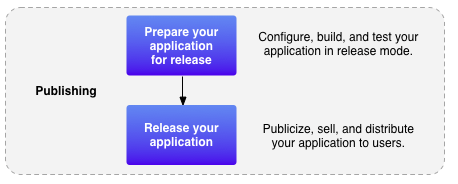 Publishing
Prepare your
application
for release
Configure, build, and test your
application in release mode.
Release your
application
Publicize, sell, and distribute
your application to users.